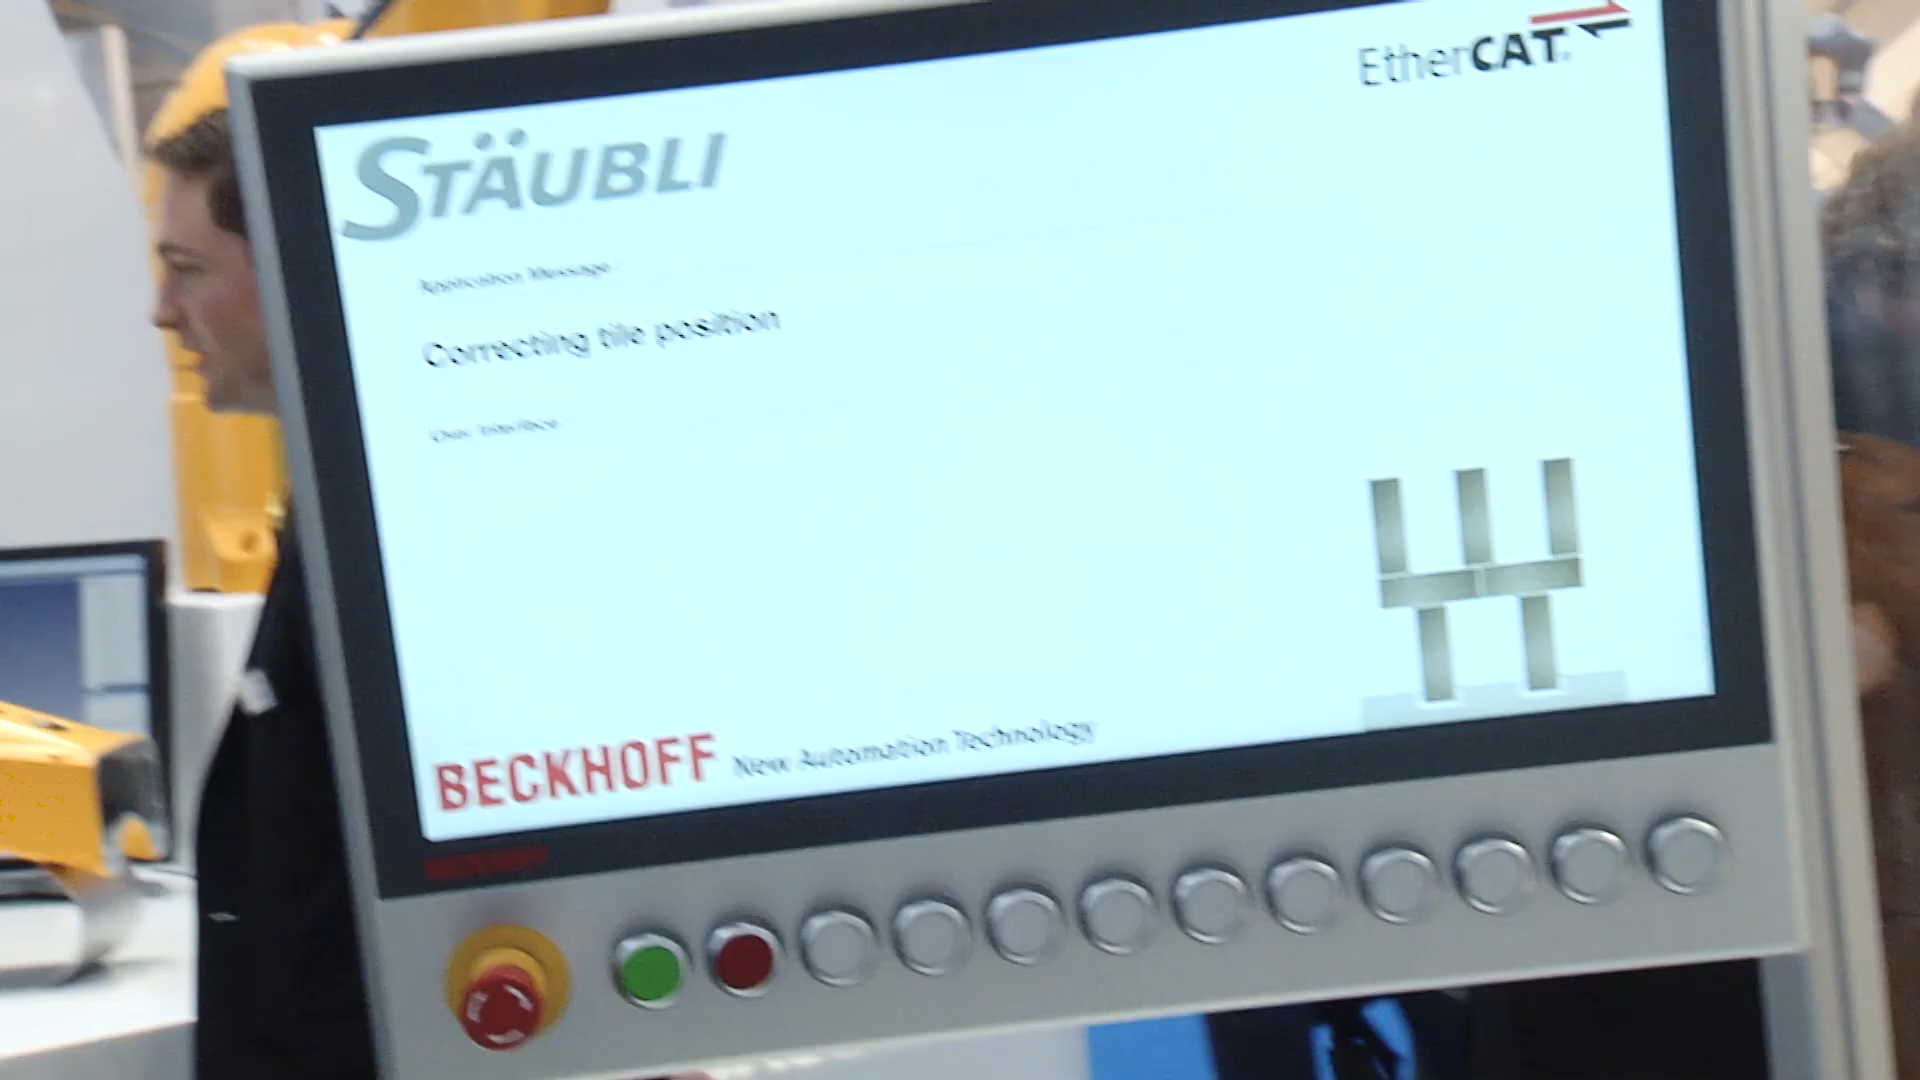 EtherCAT
STÄUBLI
Application Message :
Correcting tile position
User Interface :
BECKHOFF New Automation Technology